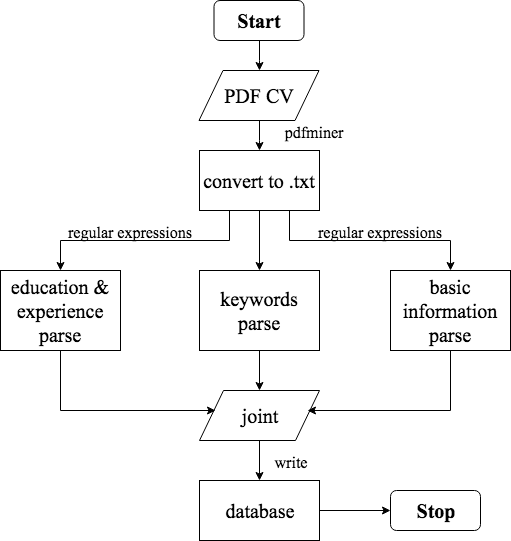 Start
PDF CV
pdfminer
convert to .txt
regular expressions
regular expressions
education &
experience
parse
keywords
parse
basic
information
parse
joint
write
database
Stop